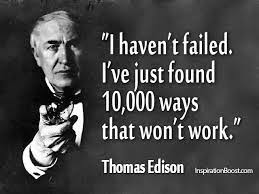 "I haven't failed.
I've just found
10,000 ways
that won't work."
Thomas Edison
InspirationBoost.com